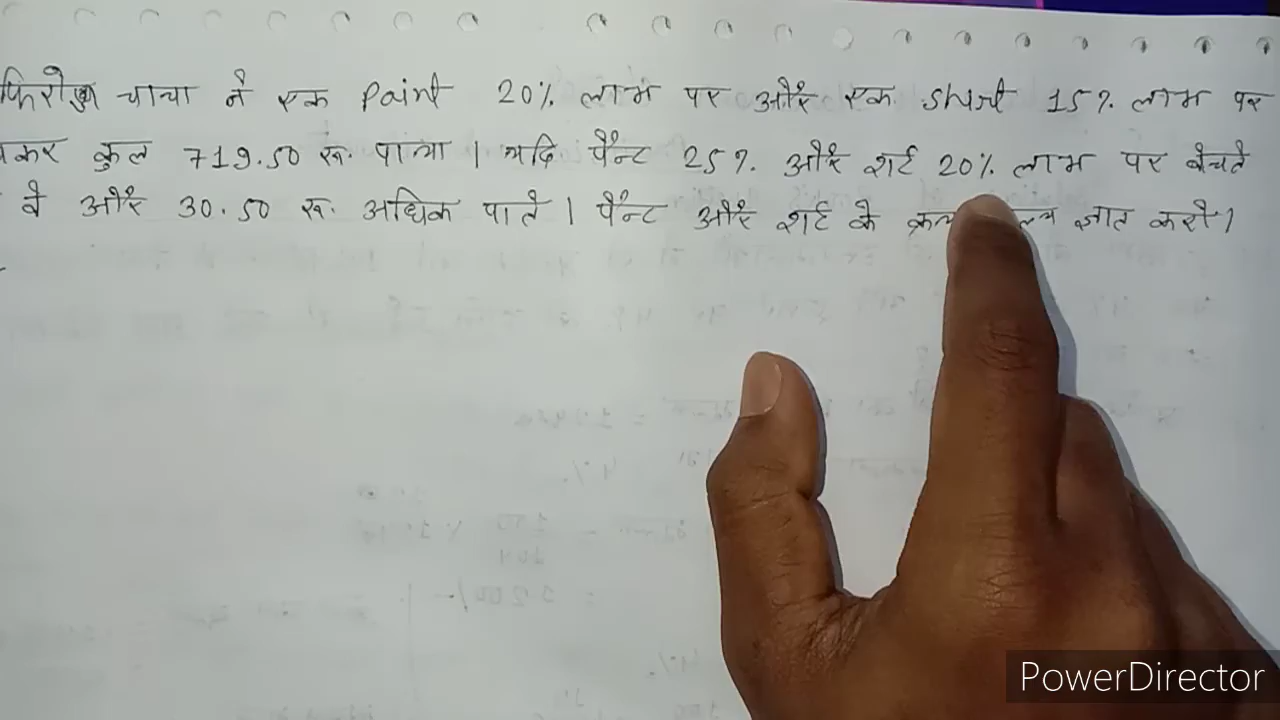 चाचा ने एक Paint 20% लाभ पर और एक Shirt 15% लाभ पर
कर कुल 719.50 रू. पाया । यदि पैन्ट 25% और शर्ट 20% लाभ पर बेचते
वे और 30.50 रू. अधिक पाते । पैन्ट और शर्ट के ज्ञात करो।
PowerDirector